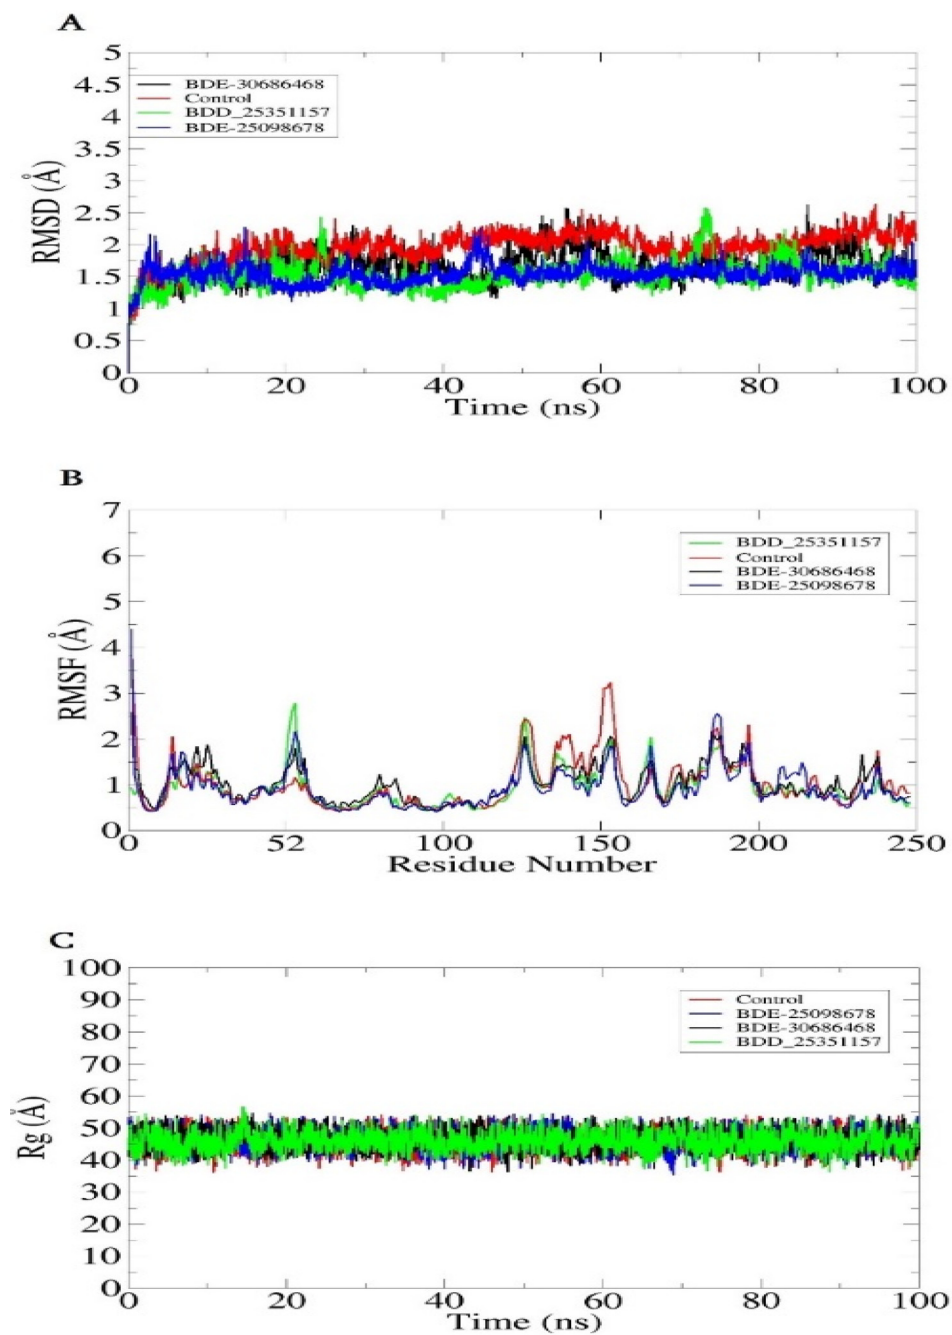 A
5
4.5
4
3.5
3
2.5
2
1.5
1
0.5
0
RMSD (Å)
BDE-30686468
Control
BDD_25351157
BDE-25098678
0 20 40 60 80 100
Time (ns)
B
7
6
5
4
3
2
1
0
RMSF (Å)
BDD_25351157
Control
BDE-30686468
BDE-25098678
0 52 100 150 200 250
Residue Number
C
100
90
80
70
60
50
40
30
20
10
0
Rg (Å)
Control
BDE-25098678
BDE-30686468
BDD_25351157
0 20 40 60 80 100
Time (ns)